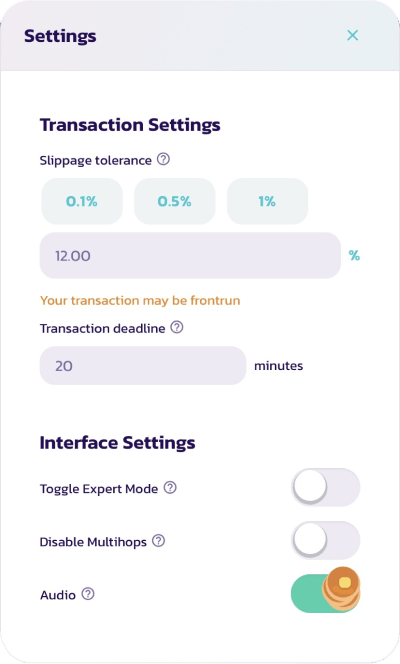 Settings
Transaction Settings
Slippage tolerance
0.1% 0.5% 1%
12.00 %
Your transaction may be frontrun
Transaction deadline
20 minutes
Interface Settings
Toggle Expert Mode
Disable Multihops
Audio